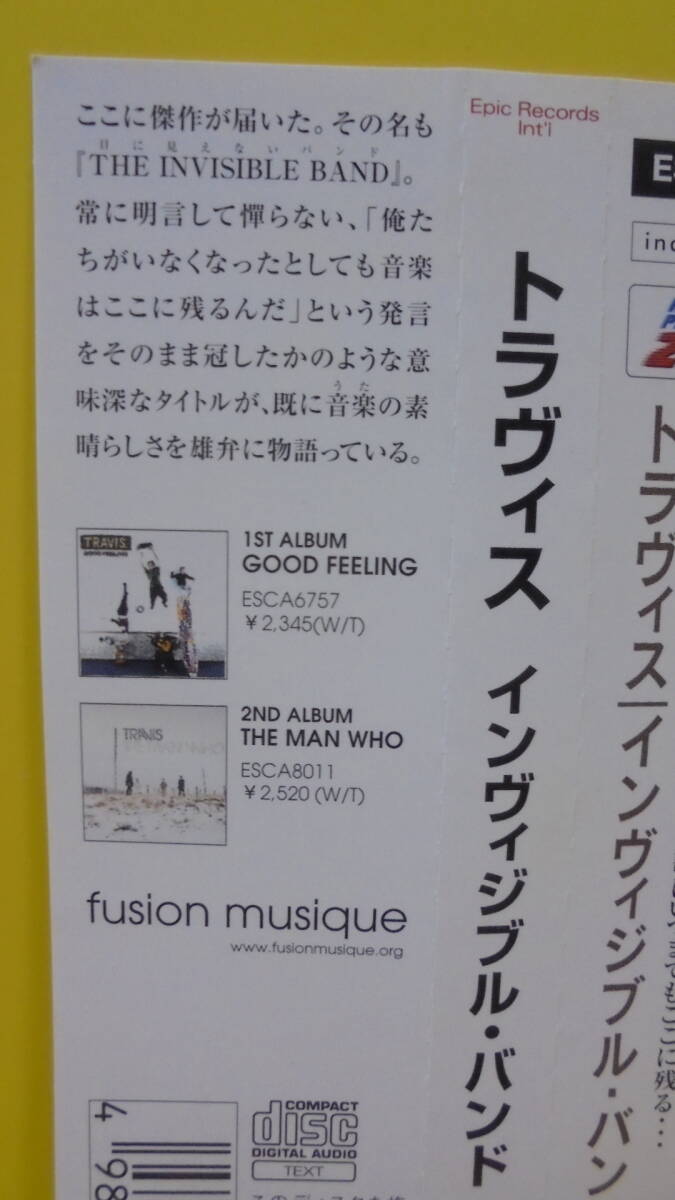 ここに傑作が届いた。その名も
目に見えないバンド
『THE INVISIBLE BAND』。
常に明言して憚らない、「俺た
ちがいなくなったとしても音楽
はここに残るんだ」という発言
をそのまま冠したかのような意
味深なタイトルが、既に音楽の素
うた
晴らしさを雄弁に物語っている。
TRAVIS
GOOD FEELING
1ST ALBUM
GOOD FEELING
ESCA6757
¥2,345(W/T)
TRAVIS
2ND ALBUM
THE MAN WHO
ESCA8011
¥2,520 (W/T)
fusion musique
www.fusionmusique.org
4 98
COMPACT
disc
DIGITAL AUDIO
TEXT
Epic Records
Int'l
トラヴィス インヴィジブル・バンド
トラヴィス|インヴィジブル・バン
までもここに残る…